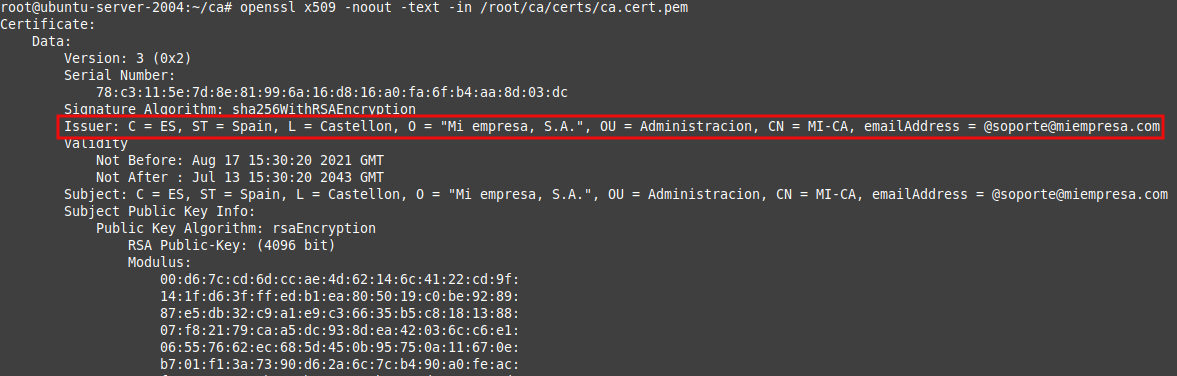 root@ubuntu-server-2004:~/ca# openssl x509 -noout -text -in /root/ca/certs/ca.cert.pem
Certificate:
    Data:
        Version: 3 (0x2)
        Serial Number:
            78:c3:11:5e:7d:8e:81:99:6a:16:d8:16:a0:fa:6f:b4:aa:8d:03:dc
        Signature Algorithm: sha256WithRSAEncryption
        Issuer: C = ES, ST = Spain, L = Castellon, O = "Mi empresa, S.A.", OU = Administracion, CN = MI-CA, emailAddress = @soporte@miempresa.com
        Validity
            Not Before: Aug 17 15:30:20 2021 GMT
            Not After : Jul 13 15:30:20 2043 GMT
        Subject: C = ES, ST = Spain, L = Castellon, O = "Mi empresa, S.A.", OU = Administracion, CN = MI-CA, emailAddress = @soporte@miempresa.com
        Subject Public Key Info:
            Public Key Algorithm: rsaEncryption
                RSA Public-Key: (4096 bit)
                Modulus:
                    00:d6:7c:cd:6d:cc:ae:4d:62:14:6c:41:22:cd:9f:
                    14:1f:d6:3f:ff:ed:b1:ea:80:50:19:c0:be:92:89:
                    87:e5:db:32:c9:a1:e9:c3:66:35:b5:c8:18:13:88:
                    07:f8:21:79:ca:a5:dc:93:8d:ea:42:03:6c:c6:e1:
                    06:55:76:62:ec:68:5d:45:0b:95:75:0a:11:67:0e:
                    b7:01:f1:3a:73:90:d6:2a:6c:7c:b4:90:a0:fe:ac: